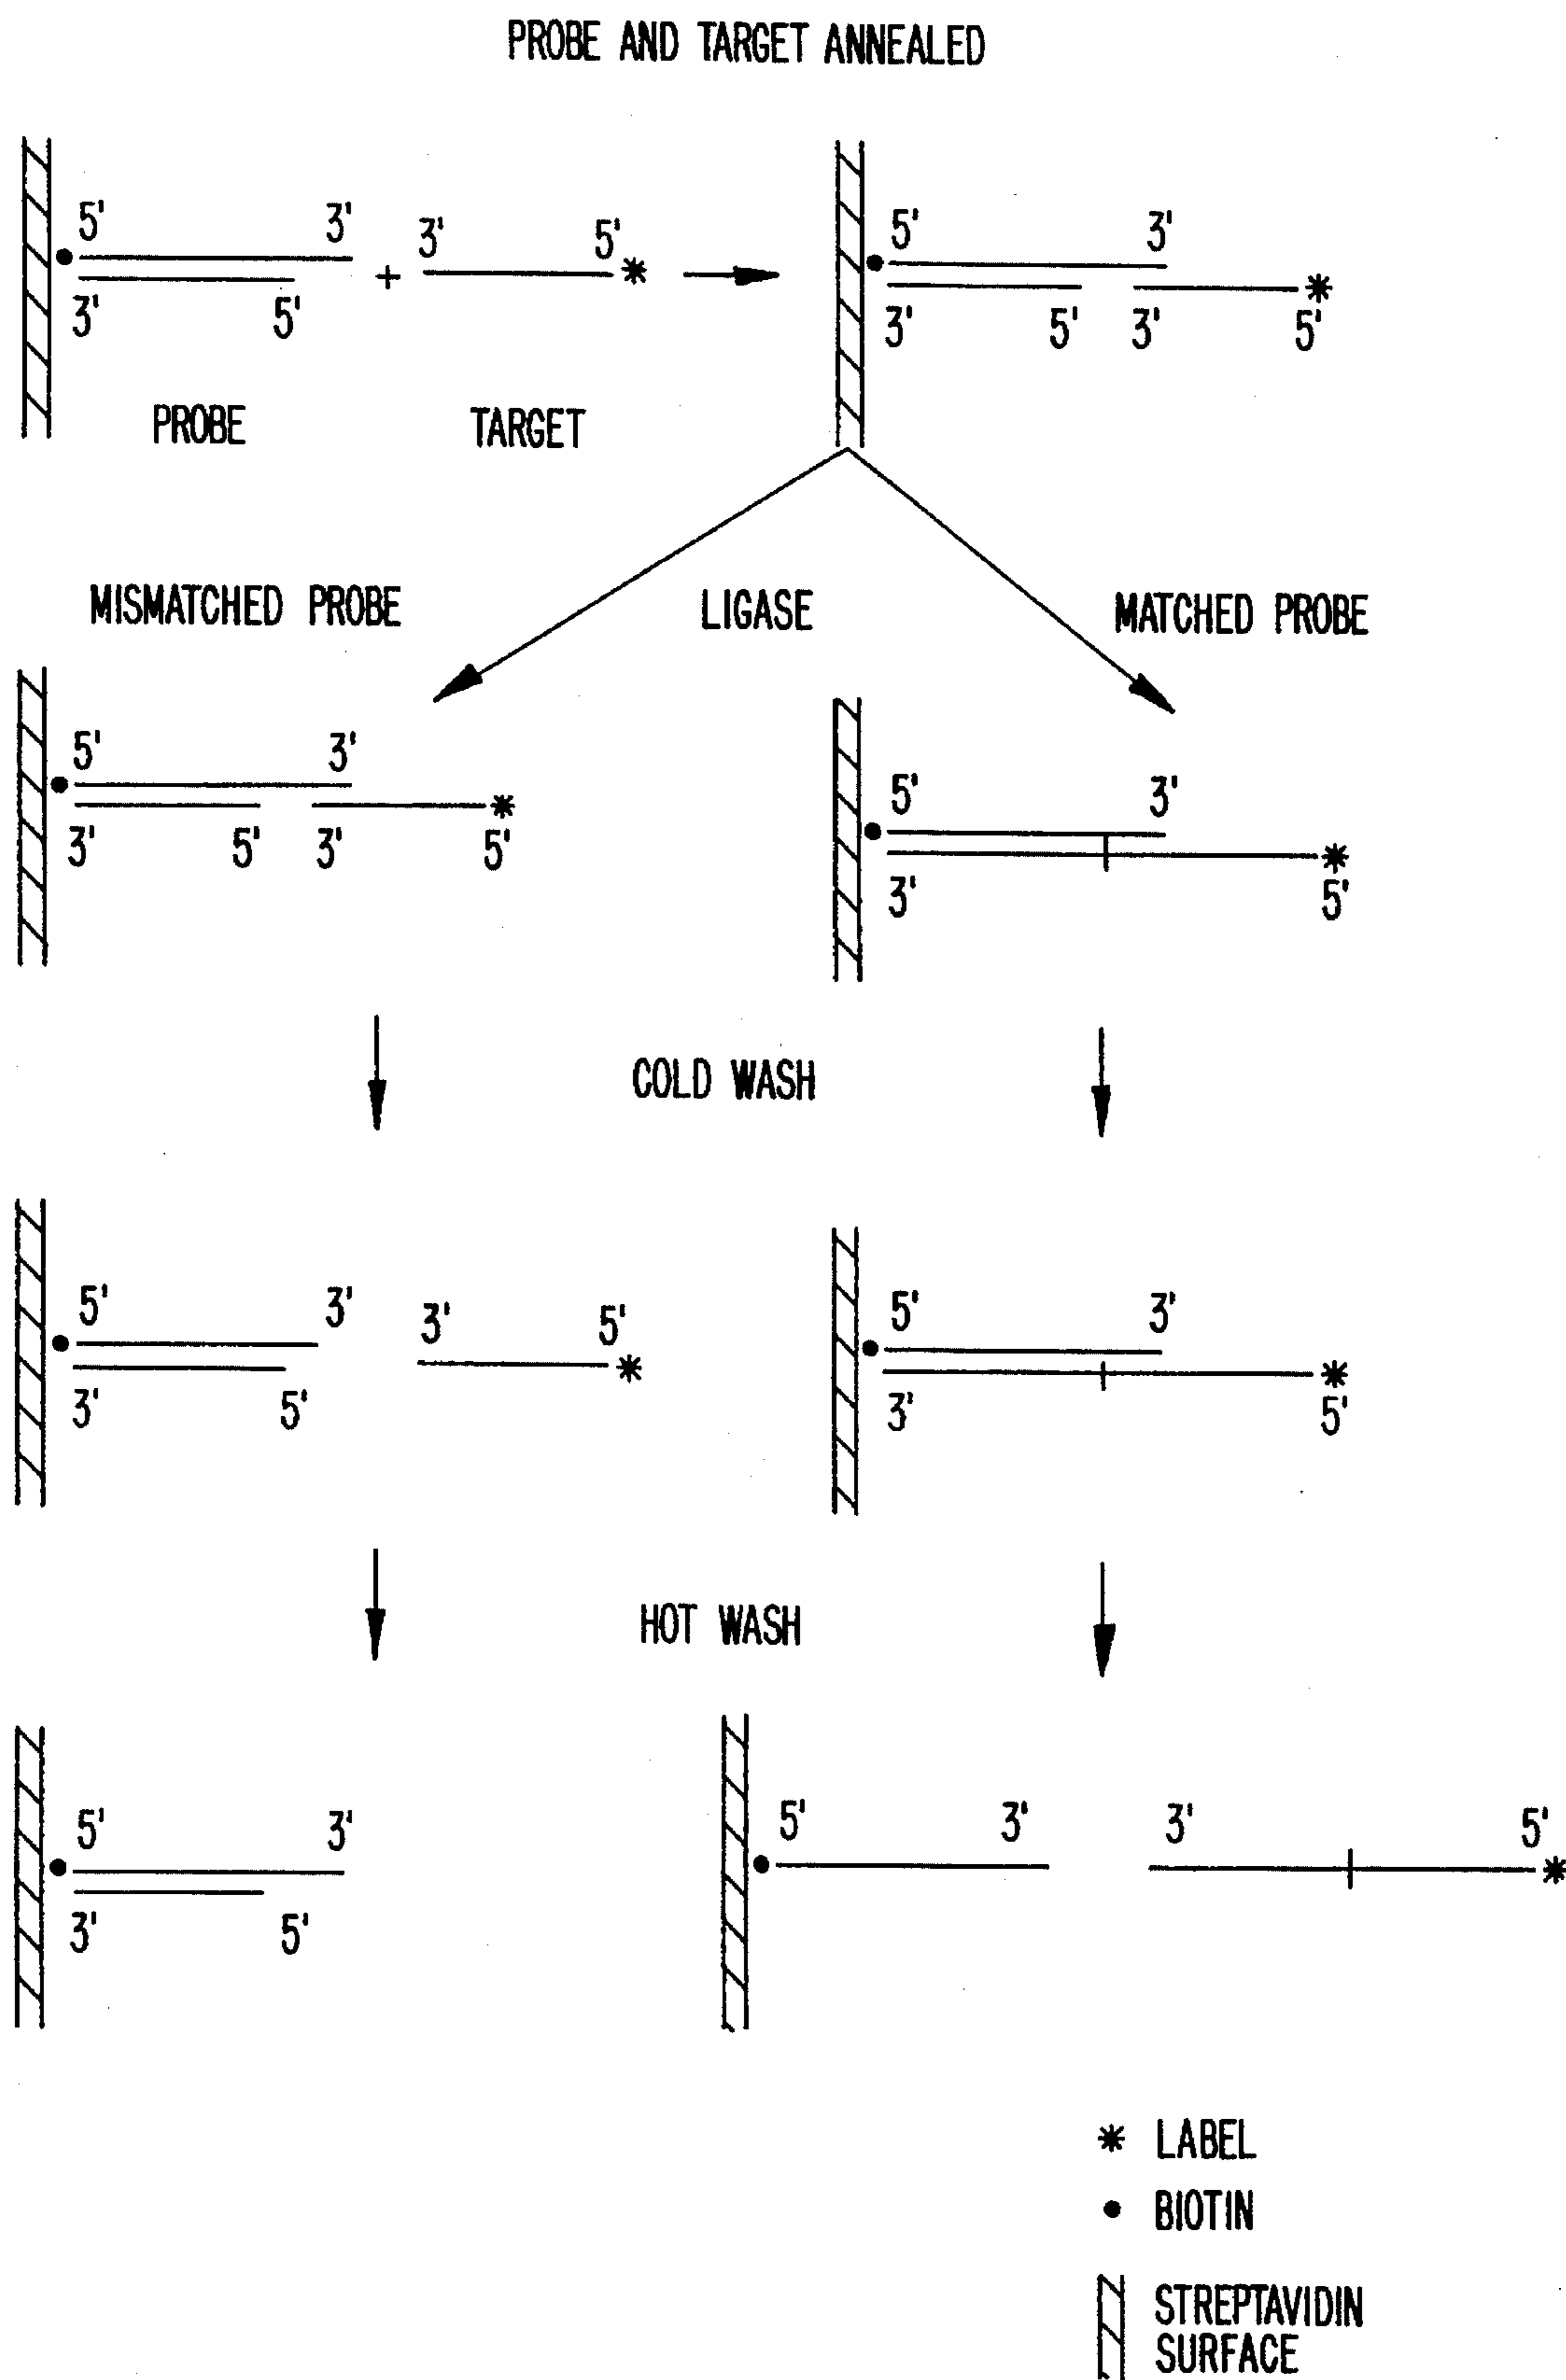 PROBE AND TARGET ANNEALED
5' 3' 3' 5'* 5' 3'
+ *
3' 5' 3' 5' 3' 5'
PROBE TARGET
MISMATCHED PROBE LIGASE MATCHED PROBE
5' 3' 5' 3'
* *
3' 5' 3' 5' 3' 5'
COLD WASH
5' 3' 3' 5' 5' 3'
* *
3' 5' 3' 5'
HOT WASH
5' 3' 5' 3' 3' 5'
*
3' 5'
* LABEL
• BIOTIN
STREPTAVIDIN
SURFACE